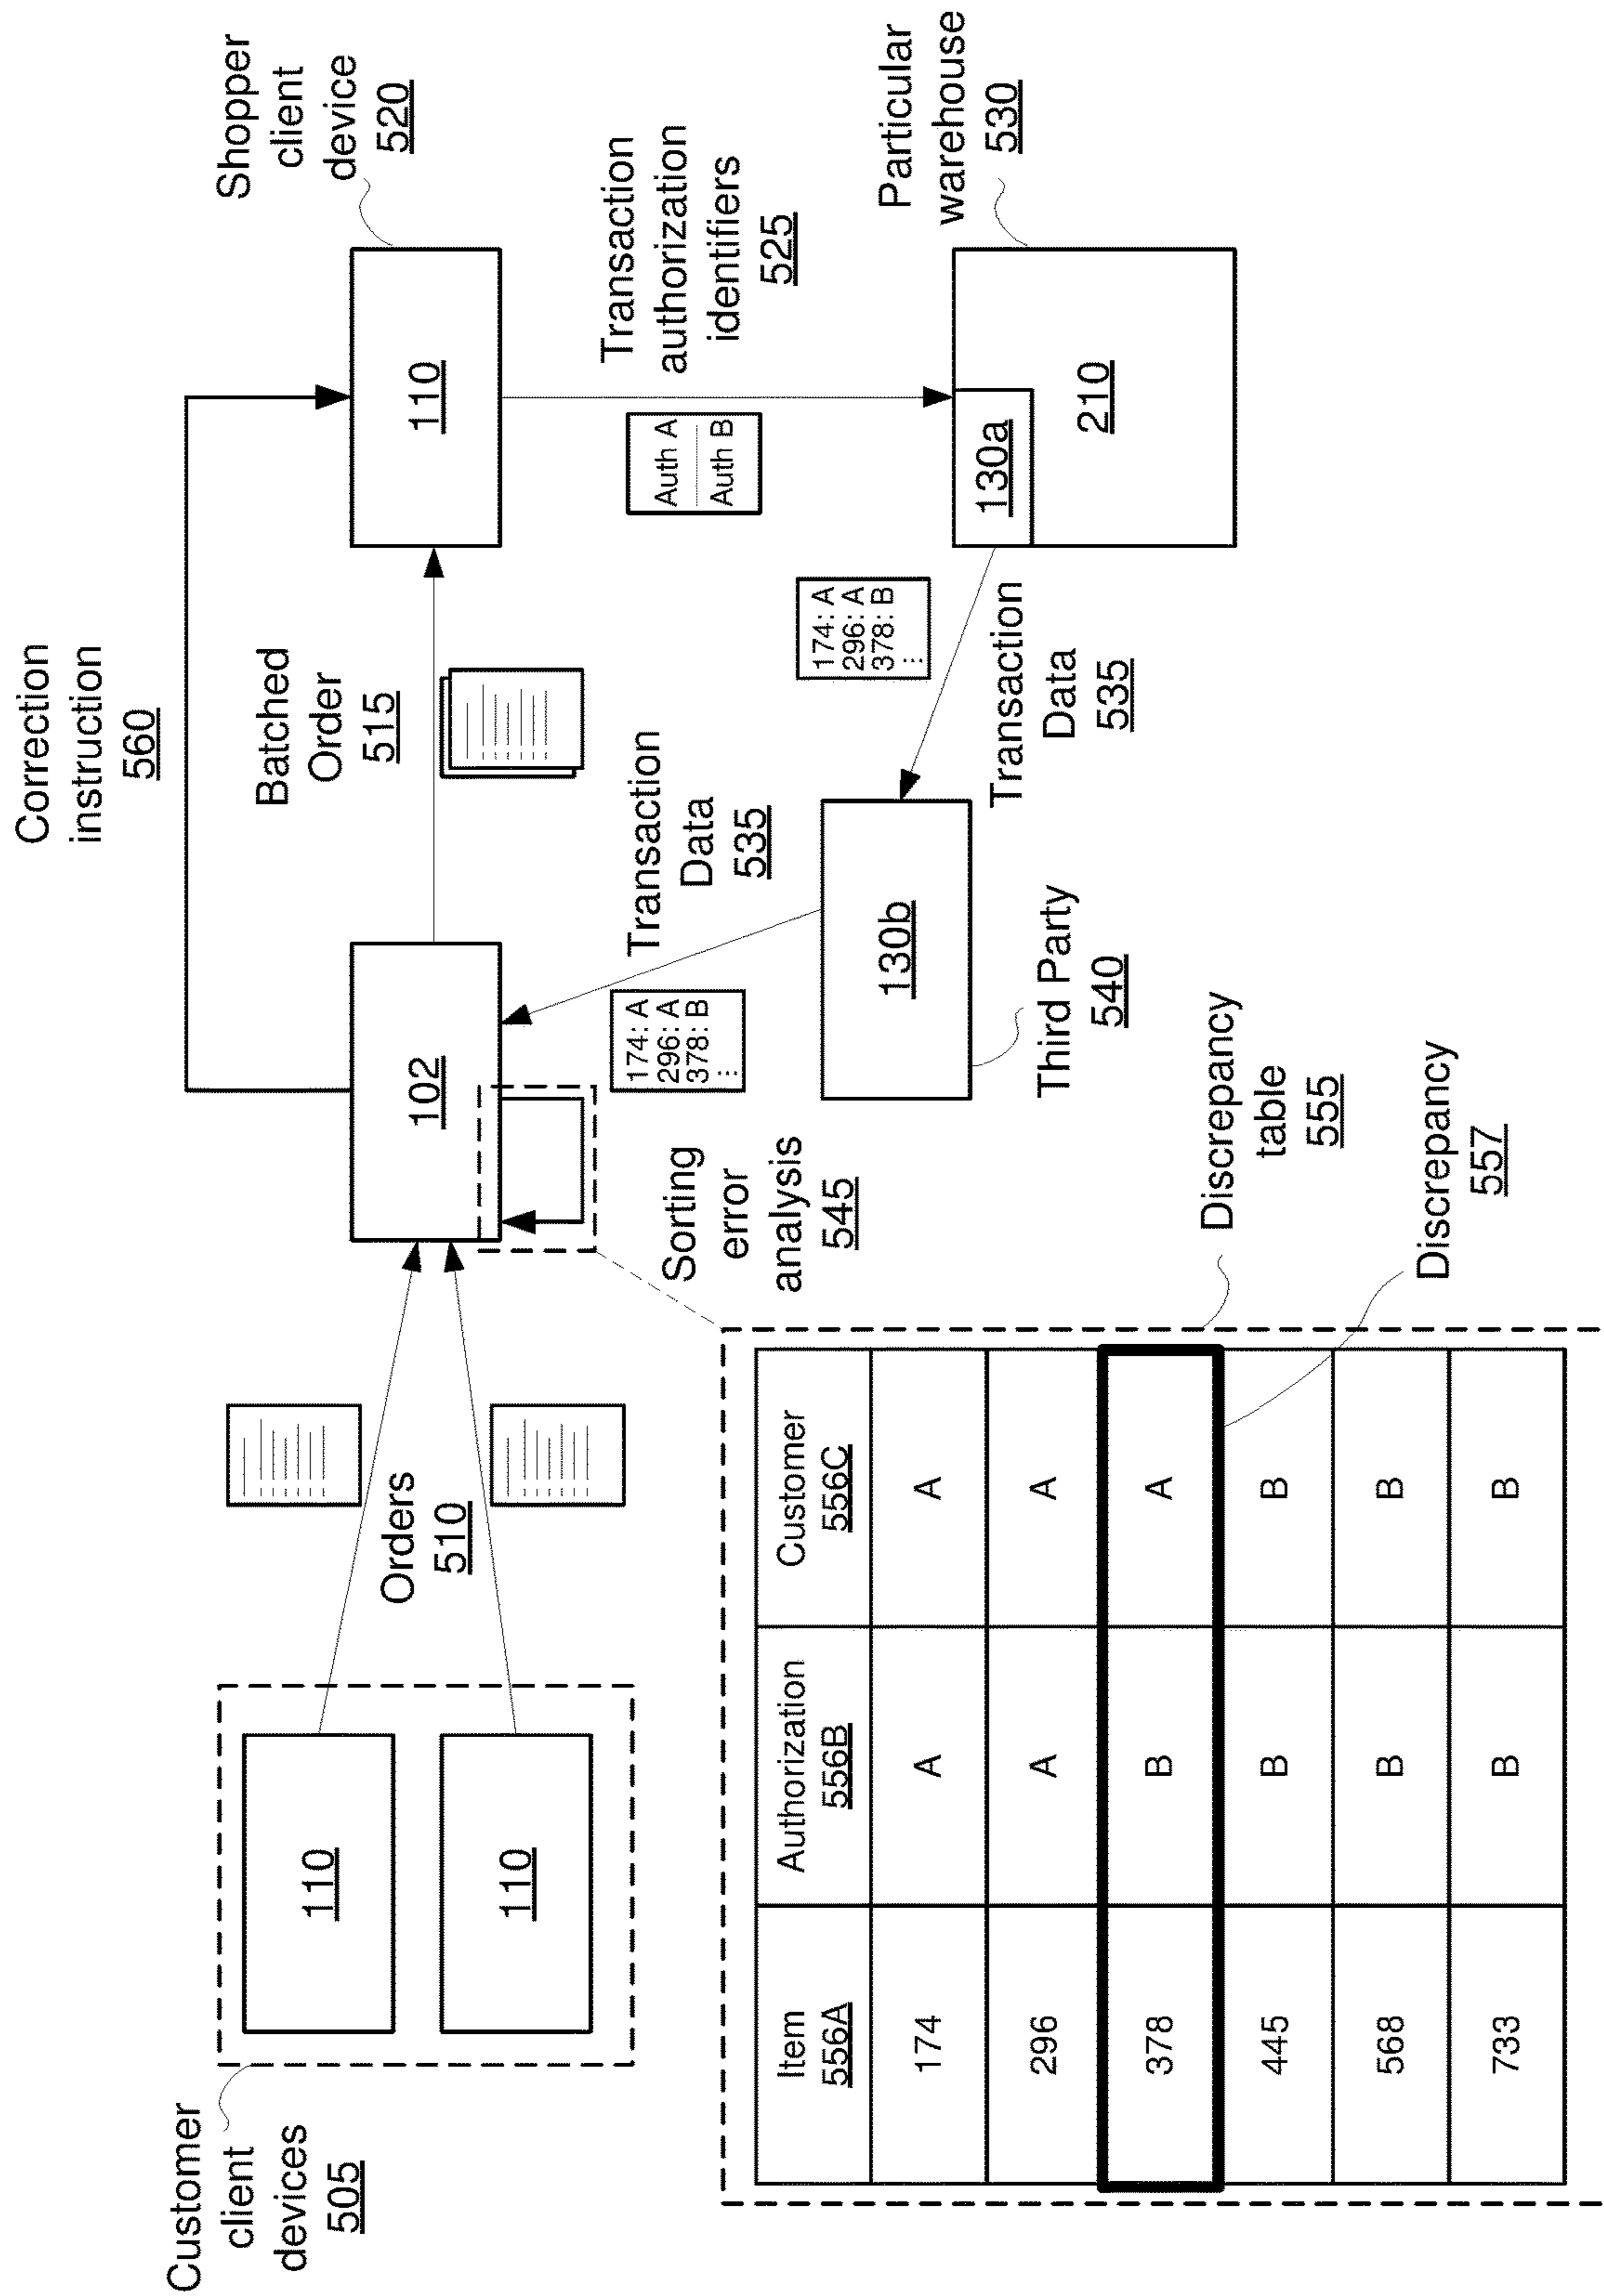 Correction
instruction
560
Customer
client
devices
505
110
110
Orders
510
102
Batched
Order
515
110
Shopper
client
device
520
Sorting
error
analysis
545
174: A
296: A
378: B
⋮
Transaction
Data
535
Auth A
Auth B
Transaction
authorization
identifiers
525
130b
Third Party
540
174: A
296: A
378: B
⋮
Transaction
Data
535
130a
210
Particular
warehouse
530
Item Authorization Customer
556A 556B 556C
174 A A
296 A A
378 B A
445 B B
568 B B
733 B B
Discrepancy
table
555
Discrepancy
557